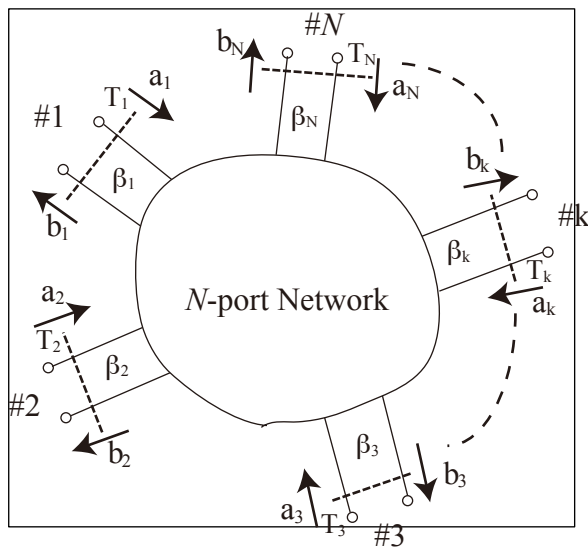 #N
b_N
T_N
a_N
β_N
a_1
T_1
#1
β_1
b_1
b_k
#k
β_k
T_k
a_k
N-port Network
a_2
T_2
β_2
#2
b_2
β_3
b_3
a_3
T_3
#3